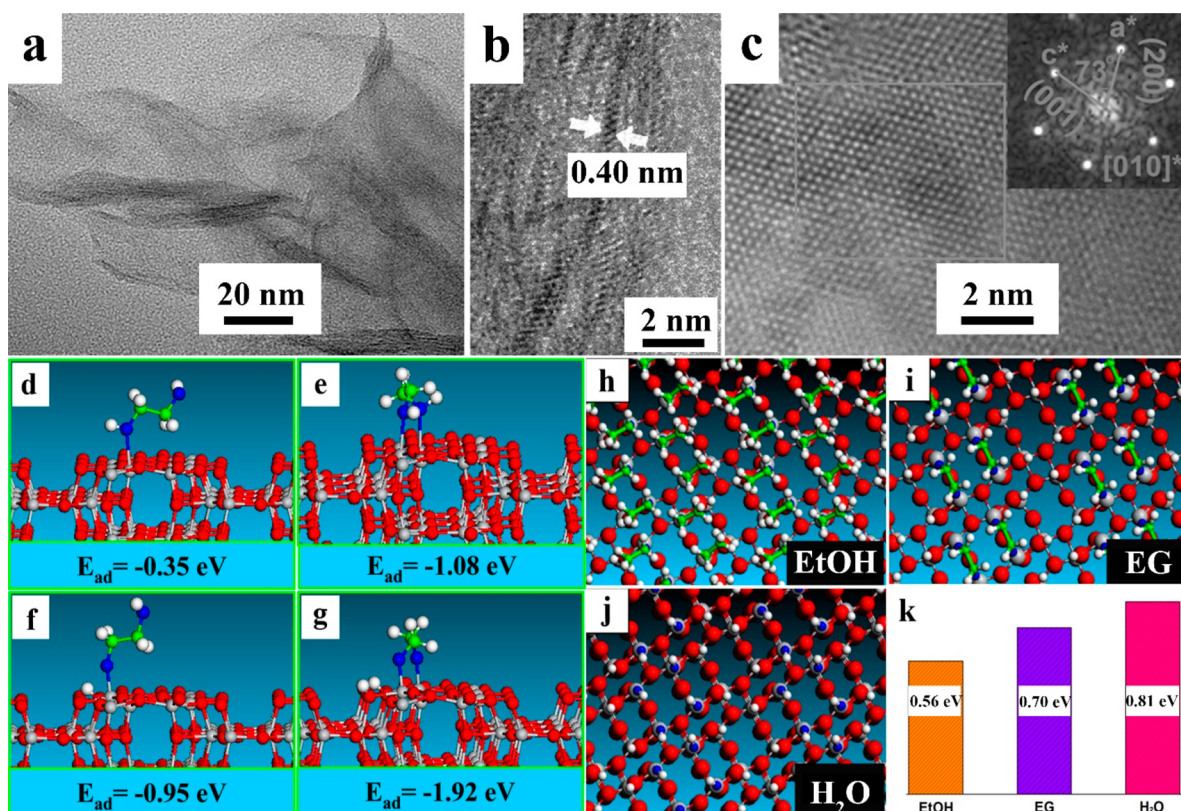 a
20 nm
b
0.40 nm
2 nm
c
2 nm
a*
c*
73°
(200)
(001)
[010]*
d
E_ad= -0.35 eV
e
E_ad= -1.08 eV
f
E_ad= -0.95 eV
g
E_ad= -1.92 eV
h
EtOH
i
EG
j
H₂O
k
0.56 eV
0.70 eV
0.81 eV
EtOH
EG
H₂O